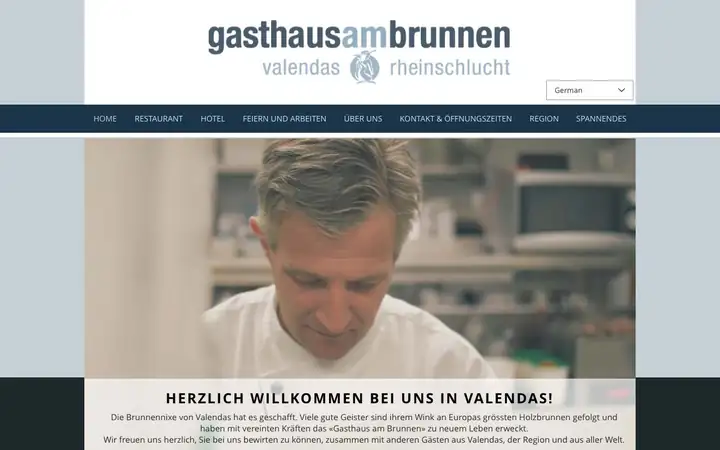 gasthausambrunnen
valendas rheinschlucht
German
HOME RESTAURANT HOTEL FEIERN UND ARBEITEN ÜBER UNS KONTAKT & ÖFFNUNGSZEITEN REGION SPANNENDES
HERZLICH WILLKOMMEN BEI UNS IN VALENDAS!
Die Brunnennixe von Valendas hat es geschafft. Viele gute Geister sind ihrem Wink an Europas grössten Holzbrunnen gefolgt und
haben mit vereinten Kräften das «Gasthaus am Brunnen» zu neuem Leben erweckt.
Wir freuen uns herzlich, Sie bei uns bewirten zu können, zusammen mit anderen Gästen aus Valendas, der Region und aus aller Welt.